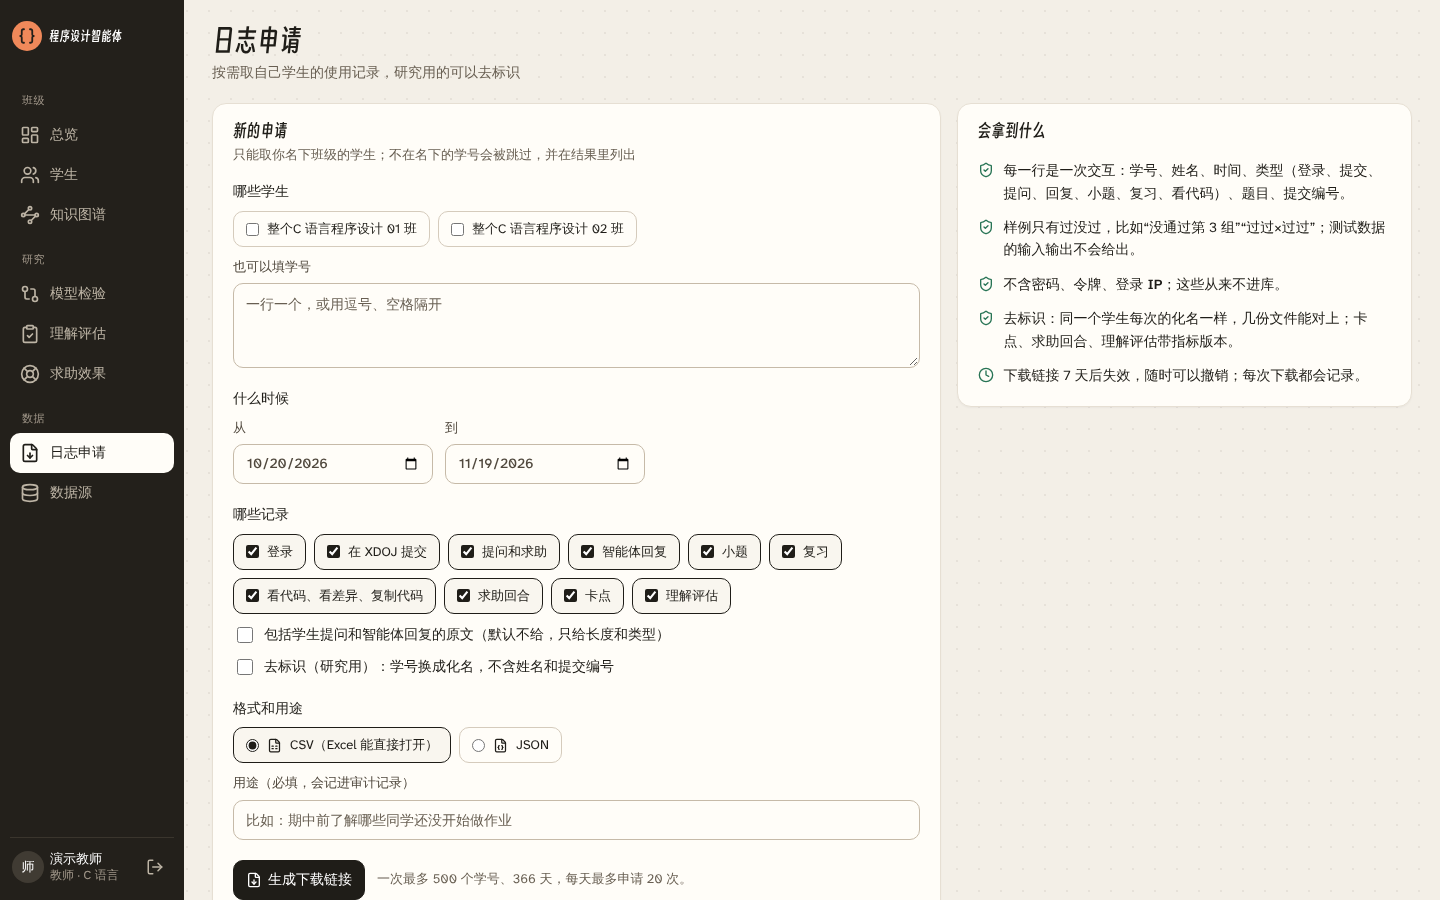 { } 程序设计智能体
班级
总览
学生
知识图谱
研究
模型检验
理解评估
求助效果
数据
日志申请
数据源
师
演示教师
教师 · C 语言
日志申请
按需取自己学生的使用记录，研究用的可以去标识
新的申请
只能取你名下班级的学生；不在名下的学号会被跳过，并在结果里列出
哪些学生
整个C 语言程序设计 01 班
整个C 语言程序设计 02 班
也可以填学号
一行一个，或用逗号、空格隔开
什么时候
从
到
10/20/2026
11/19/2026
哪些记录
登录
在 XDOJ 提交
提问和求助
智能体回复
小题
复习
看代码、看差异、复制代码
求助回合
卡点
理解评估
包括学生提问和智能体回复的原文（默认不给，只给长度和类型）
去标识（研究用）：学号换成化名，不含姓名和提交编号
格式和用途
CSV（Excel 能直接打开）
JSON
用途（必填，会记进审计记录）
比如：期中前了解哪些同学还没开始做作业
生成下载链接
一次最多 500 个学号、366 天，每天最多申请 20 次。
会拿到什么
每一行是一次交互：学号、姓名、时间、类型（登录、提交、
提问、回复、小题、复习、看代码）、题目、提交编号。
样例只有过没过，比如“没通过第 3 组”“过过×过过”；测试数据
的输入输出不会给出。
不含密码、令牌、登录 IP；这些从来不进库。
去标识：同一个学生每次的化名一样，几份文件能对上；卡
点、求助回合、理解评估带指标版本。
下载链接 7 天后失效，随时可以撤销；每次下载都会记录。